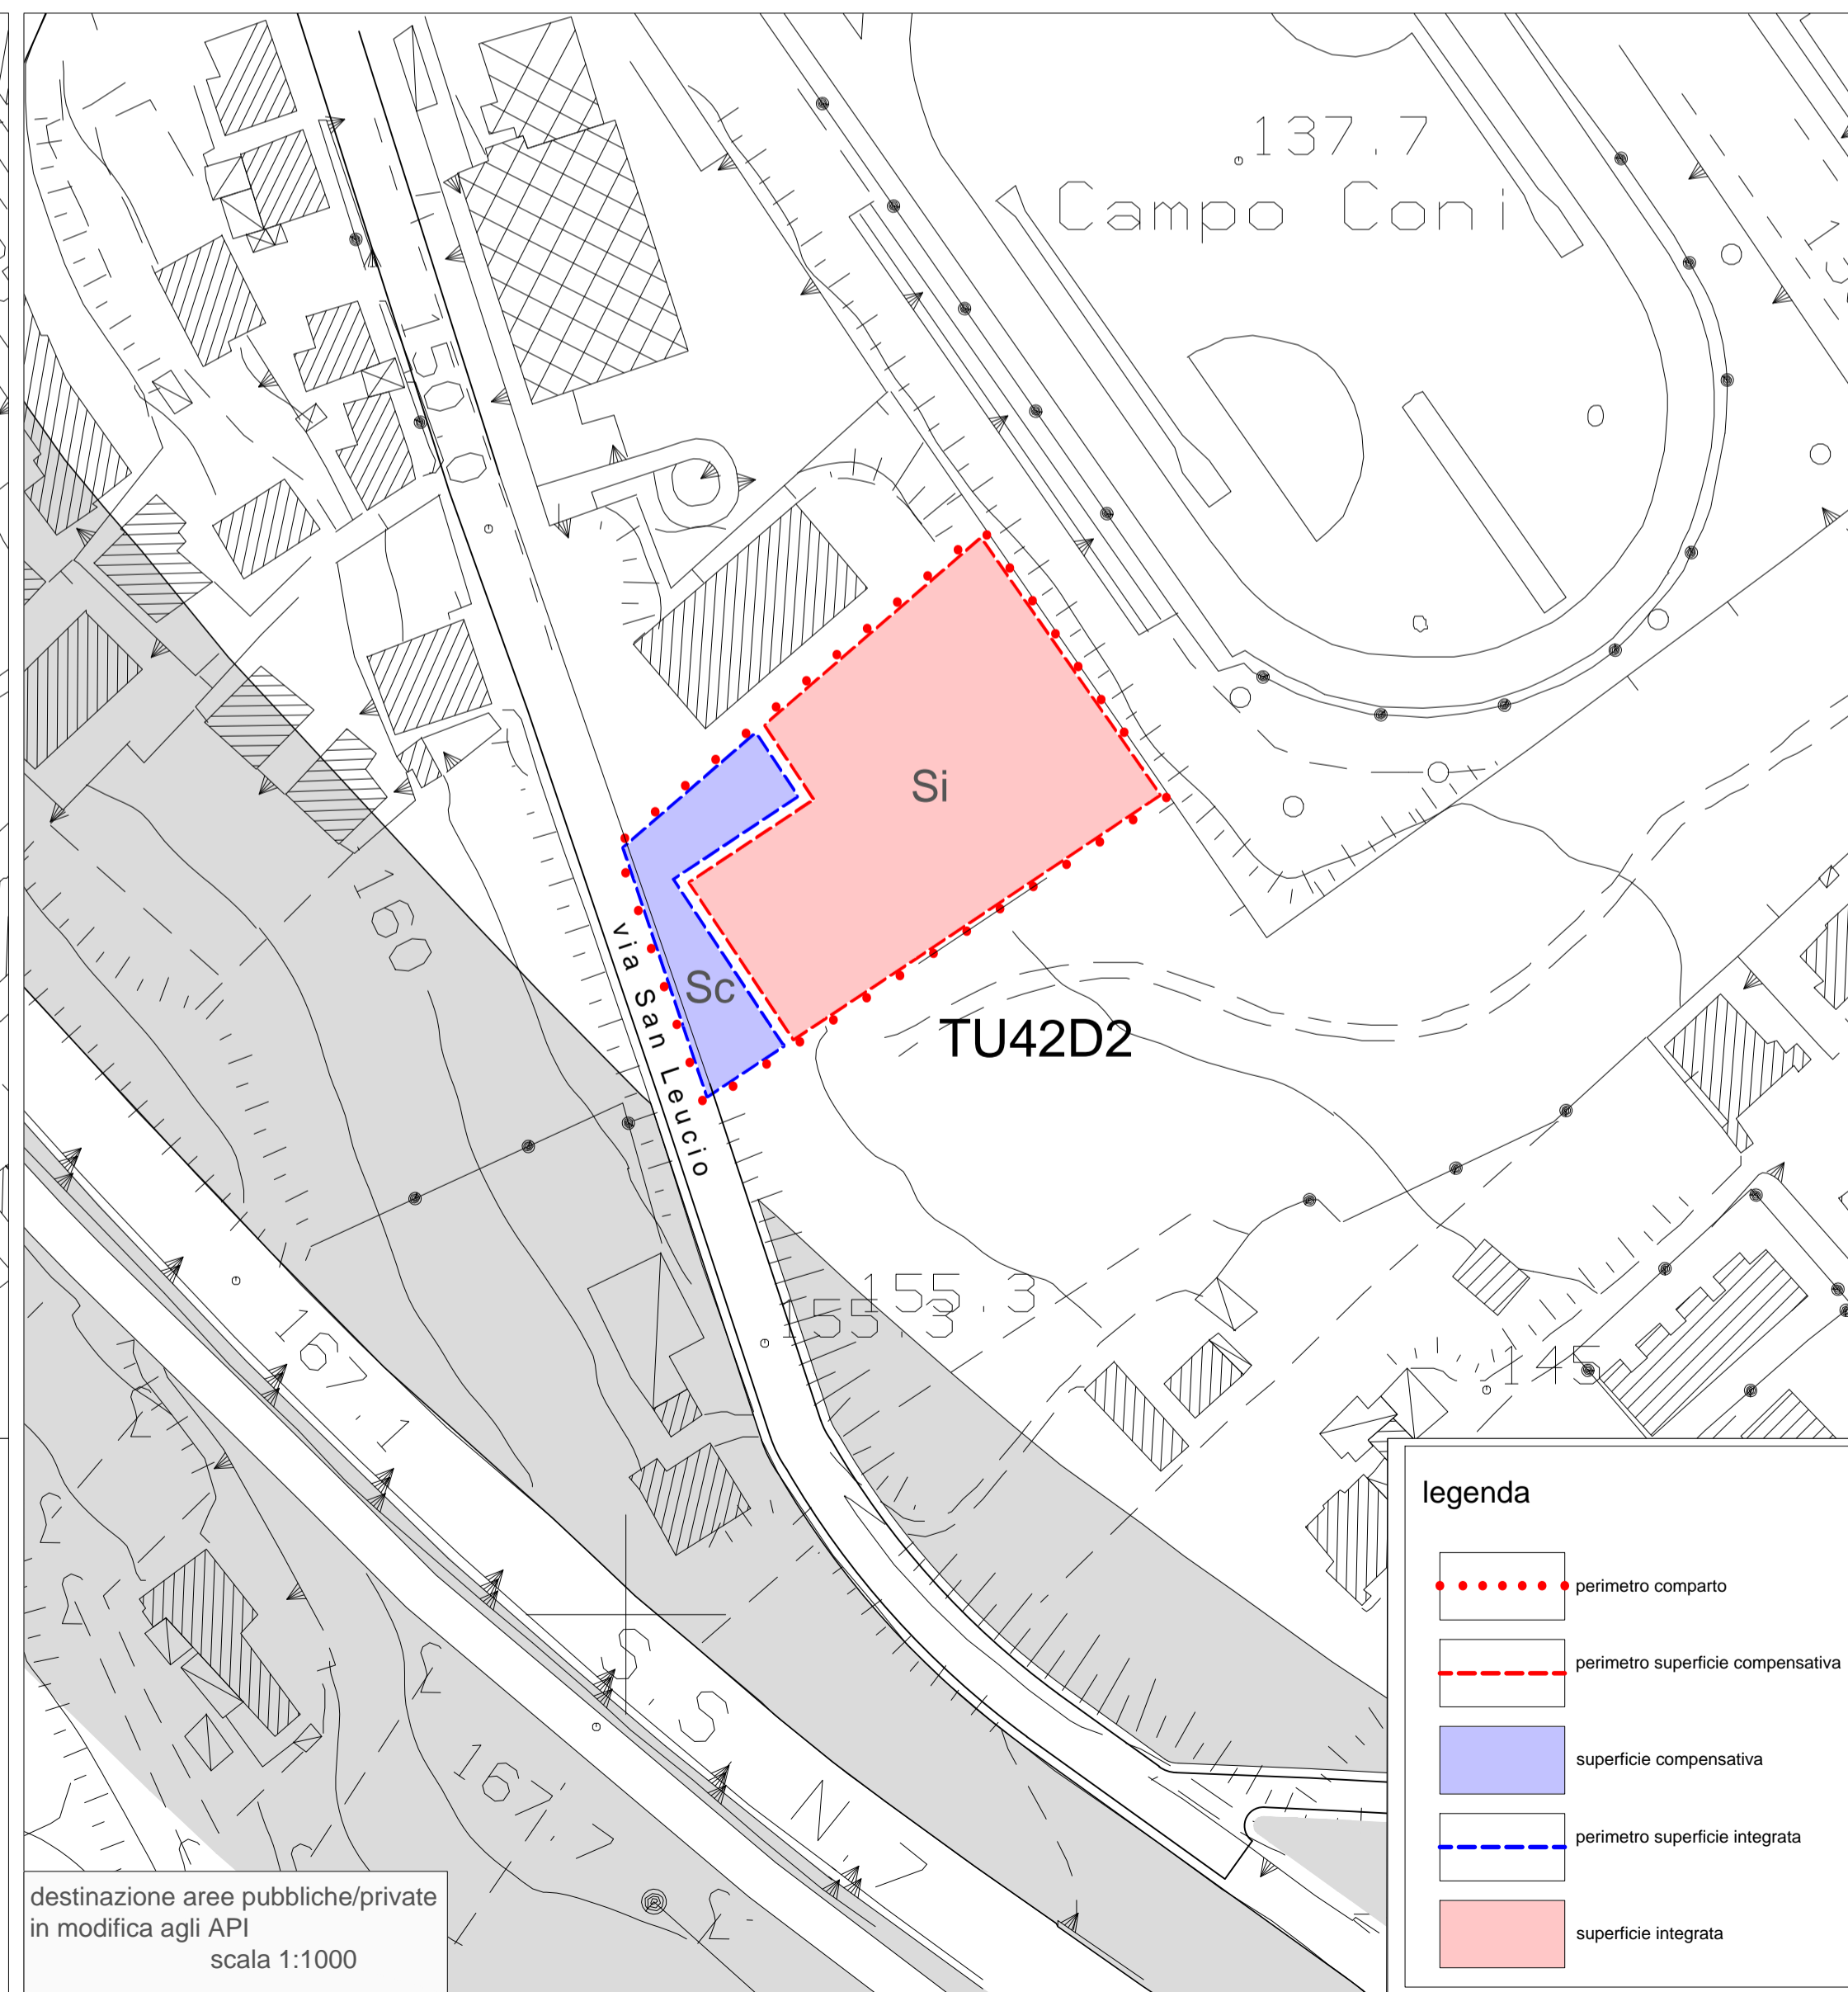 137.7
Campo Coni
150
Si
160
via San Leucio
Sc
TU42D2
155.3
155.3
145
167.1
S.S. N. 7
167.7
legenda
perimetro comparto
perimetro superficie compensativa
superficie compensativa
perimetro superficie integrata
superficie integrata
destinazione aree pubbliche/private
in modifica agli API
scala 1:1000